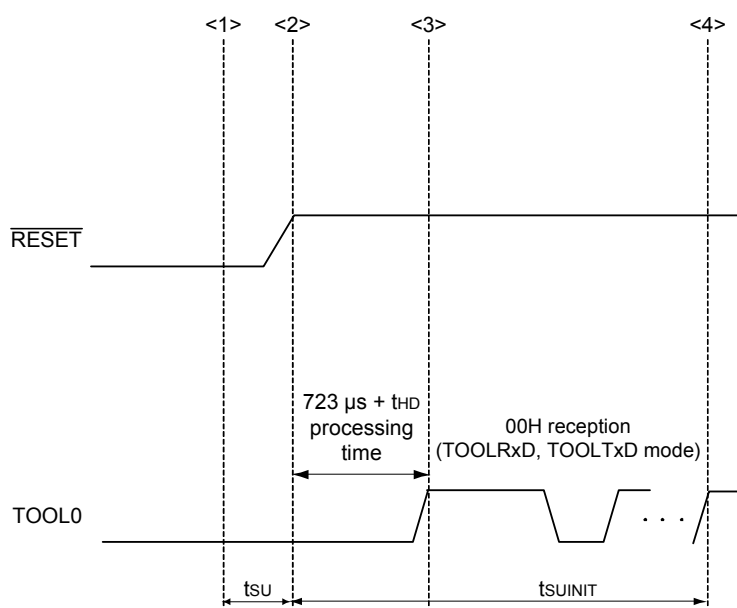 <1> <2> <3> <4>
RESET
723 µs + tHD
processing
time
00H reception
(TOOLRxD, TOOLTxD mode)
TOOL0
. . .
tSU
tSUINIT